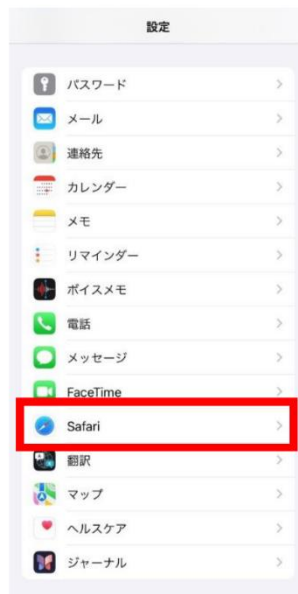 設定
パスワード
メール
連絡先
カレンダー
メモ
リマインダー
ボイスメモ
電話
メッセージ
FaceTime
Safari
翻訳
マップ
ヘルスケア
ジャーナル